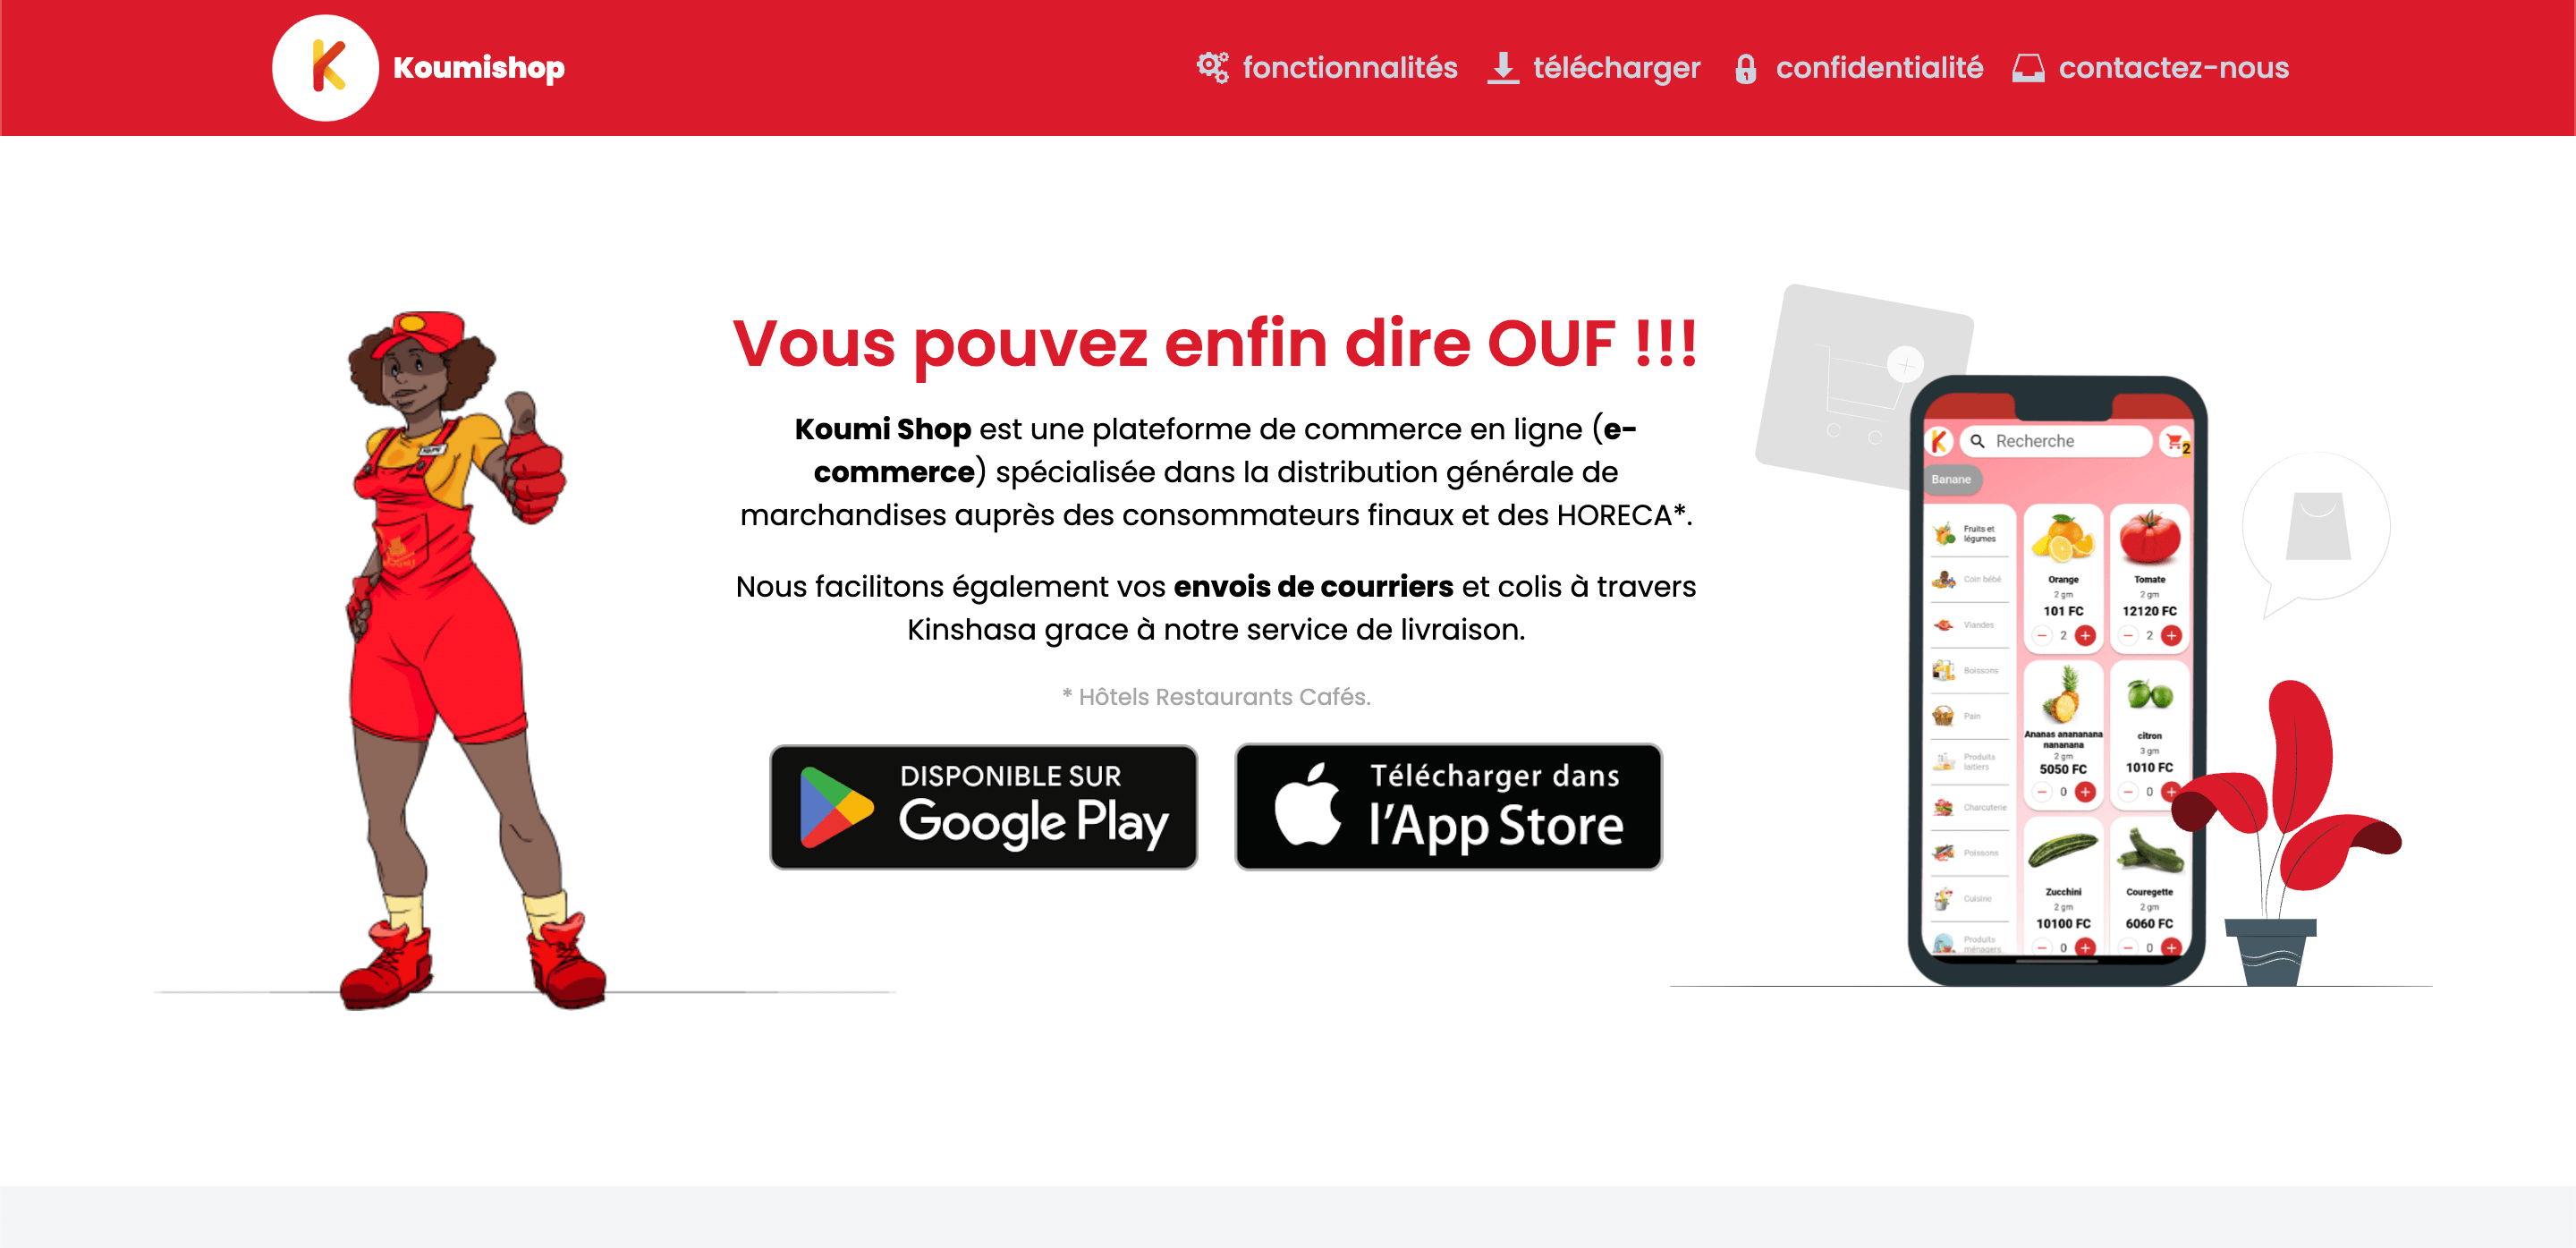 Koumishop
fonctionnalités
télécharger
confidentialité
contactez-nous
Vous pouvez enfin dire OUF !!!
Koumi Shop est une plateforme de commerce en ligne (e-
commerce) spécialisée dans la distribution générale de
marchandises auprès des consommateurs finaux et des HORECA*.
Nous facilitons également vos envois de courriers et colis à travers
Kinshasa grace à notre service de livraison.
* Hôtels Restaurants Cafés.
DISPONIBLE SUR
Google Play
Télécharger dans
l'App Store
Recherche
2
Banane
Fruits et
légumes
Coin bébé
Viandes
Boissons
Pain
Produits
laitiers
Charcuterie
Poissons
Cuisine
Produits
ménagers
Orange
2 gm
101 FC
2
Tomate
2 gm
12120 FC
2
Ananas anananana
nananana
2 gm
5050 FC
0
citron
3 gm
1010 FC
0
Zucchini
2 gm
10100 FC
0
Couregette
2 gm
6060 FC
0